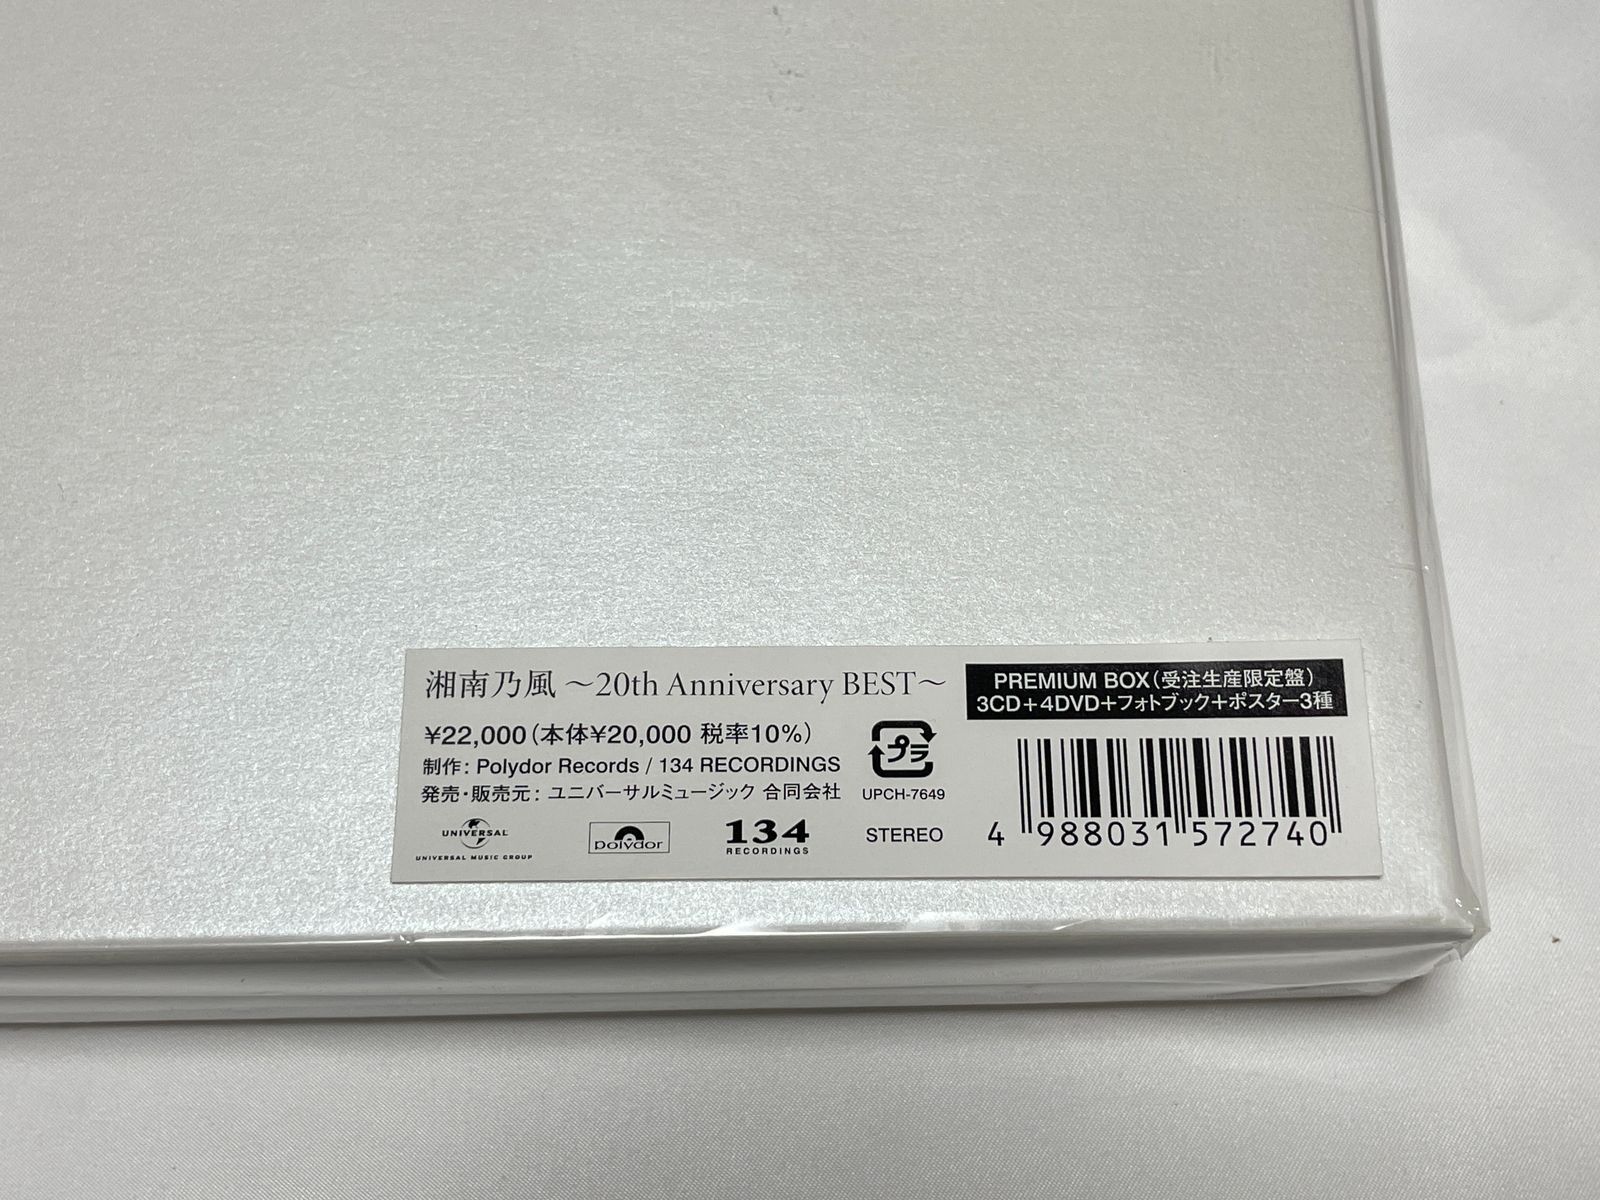 湘南乃風 〜20th Anniversary BEST〜
PREMIUM BOX(受注生産限定盤)
3CD+4DVD+フォトブック+ポスター3種
¥22,000(本体¥20,000 税率10%)
制作: Polydor Records / 134 RECORDINGS
発売・販売元: ユニバーサルミュージック 合同会社
プラ
UPCH-7649
UNIVERSAL
UNIVERSAL MUSIC GROUP
polydor
134
RECORDINGS
STEREO
4 988031 572740